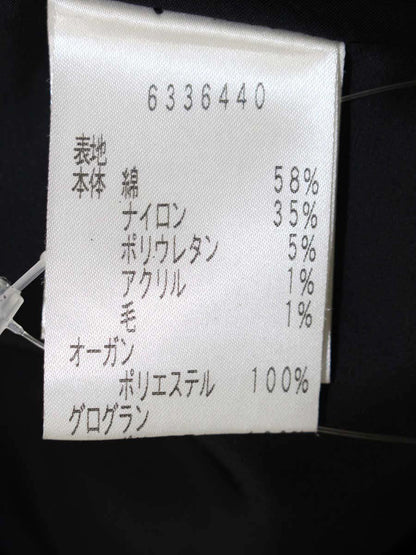 6336440
表地
本体 綿 58%
ナイロン 35%
ポリウレタン 5%
アクリル 1%
毛 1%
オーガン
ポリエステル 100%
グログラン